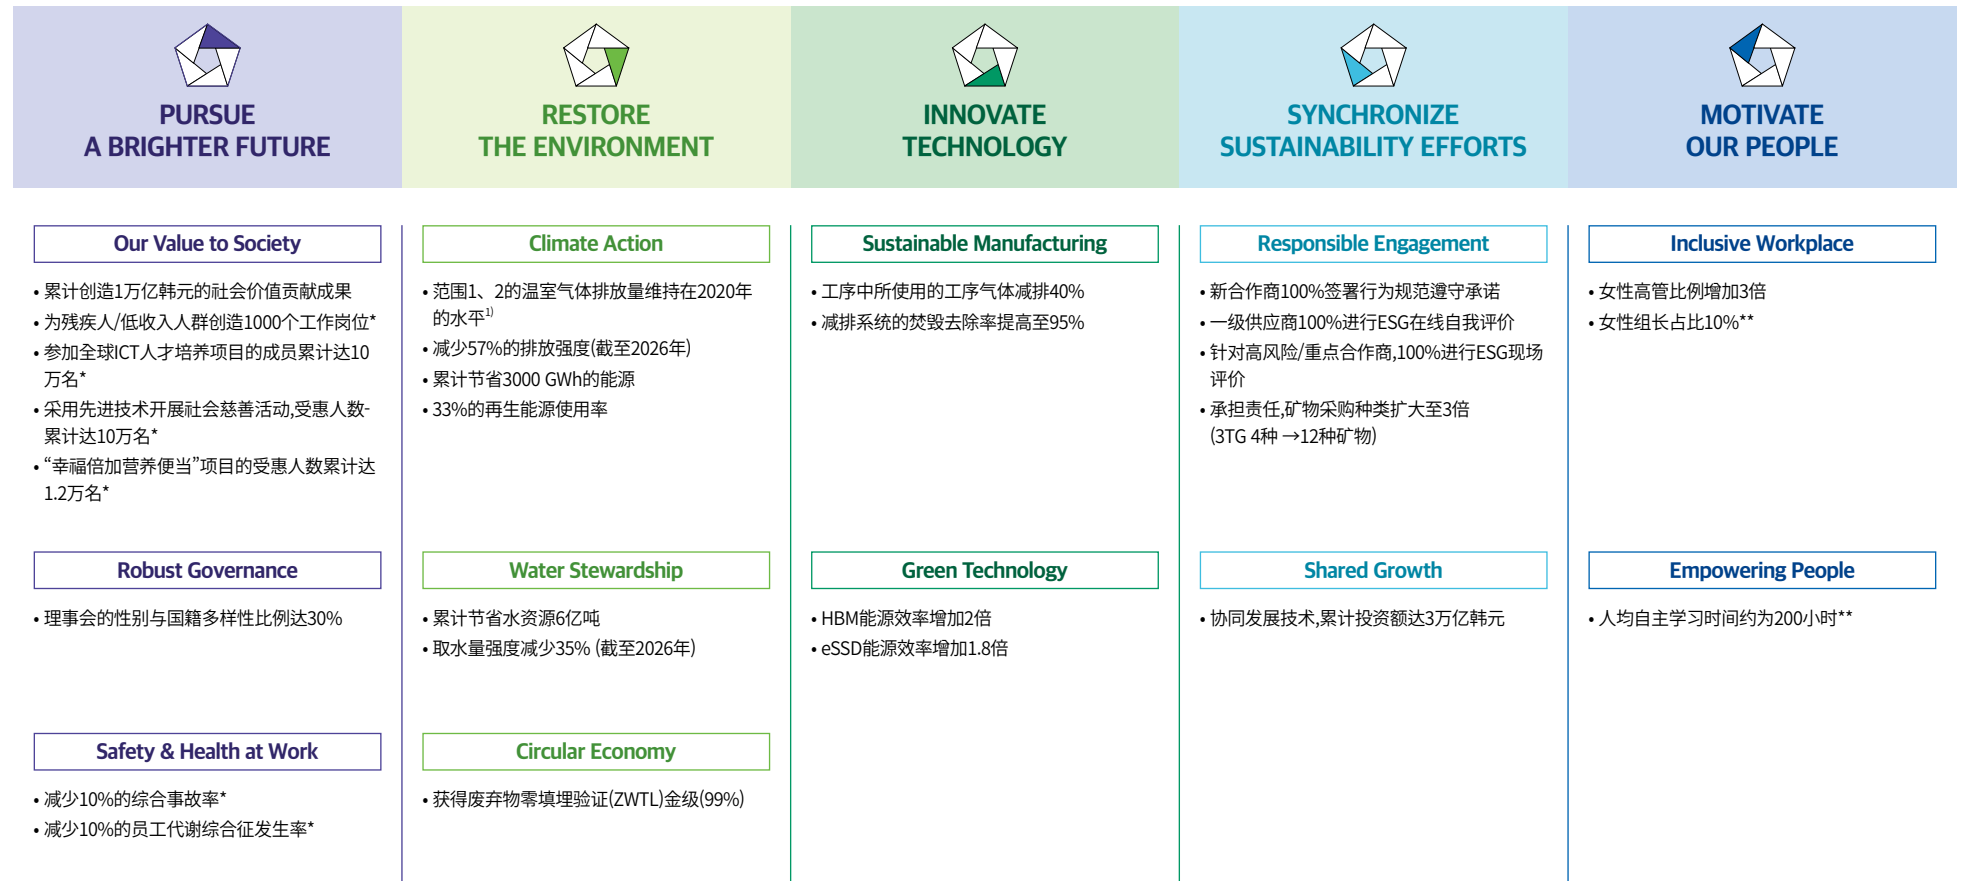 PURSUE
A BRIGHTER FUTURE
Our Value to Society
• 累计创造1万亿韩元的社会价值贡献成果
• 为残疾人/低收入人群创造1000个工作岗位*
• 参加全球ICT人才培养项目的成员累计达10
万名*
• 采用先进技术开展社会慈善活动,受惠人数-
累计达10万名*
• “幸福倍加营养便当”项目的受惠人数累计达
1.2万名*
Robust Governance
• 理事会的性别与国籍多样性比例达30%
Safety & Health at Work
• 减少10%的综合事故率*
• 减少10%的员工代谢综合征发生率*
RESTORE
THE ENVIRONMENT
Climate Action
• 范围1、2的温室气体排放量维持在2020年
的水平1)
• 减少57%的排放强度(截至2026年)
• 累计节省3000 GWh的能源
• 33%的再生能源使用率
Water Stewardship
• 累计节省水资源6亿吨
• 取水量强度减少35% (截至2026年)
Circular Economy
• 获得废弃物零填埋验证(ZWTL)金级(99%)
INNOVATE
TECHNOLOGY
Sustainable Manufacturing
• 工序中所使用的工序气体减排40%
• 减排系统的焚毁去除率提高至95%
Green Technology
• HBM能源效率增加2倍
• eSSD能源效率增加1.8倍
SYNCHRONIZE
SUSTAINABILITY EFFORTS
Responsible Engagement
• 新合作商100%签署行为规范遵守承诺
• 一级供应商100%进行ESG在线自我评价
• 针对高风险/重点合作商,100%进行ESG现场
评价
• 承担责任,矿物采购种类扩大至3倍
(3TG 4种 →12种矿物)
Shared Growth
• 协同发展技术,累计投资额达3万亿韩元
MOTIVATE
OUR PEOPLE
Inclusive Workplace
• 女性高管比例增加3倍
• 女性组长占比10%**
Empowering People
• 人均自主学习时间约为200小时**